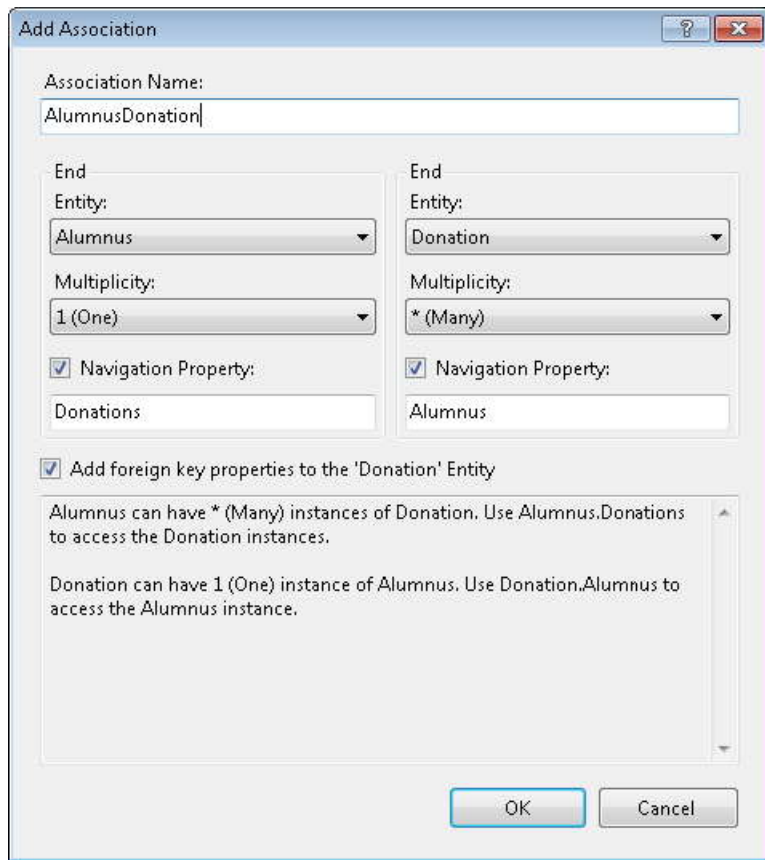 Add Association
Association Name:
AlumnusDonation
End
Entity:
Alumnus
Multiplicity:
1 (One)
Navigation Property:
Donations
End
Entity:
Donation
Multiplicity:
* (Many)
Navigation Property:
Alumnus
Add foreign key properties to the 'Donation' Entity
Alumnus can have * (Many) instances of Donation. Use Alumnus.Donations
to access the Donation instances.
Donation can have 1 (One) instance of Alumnus. Use Donation.Alumnus to
access the Alumnus instance.
OK
Cancel